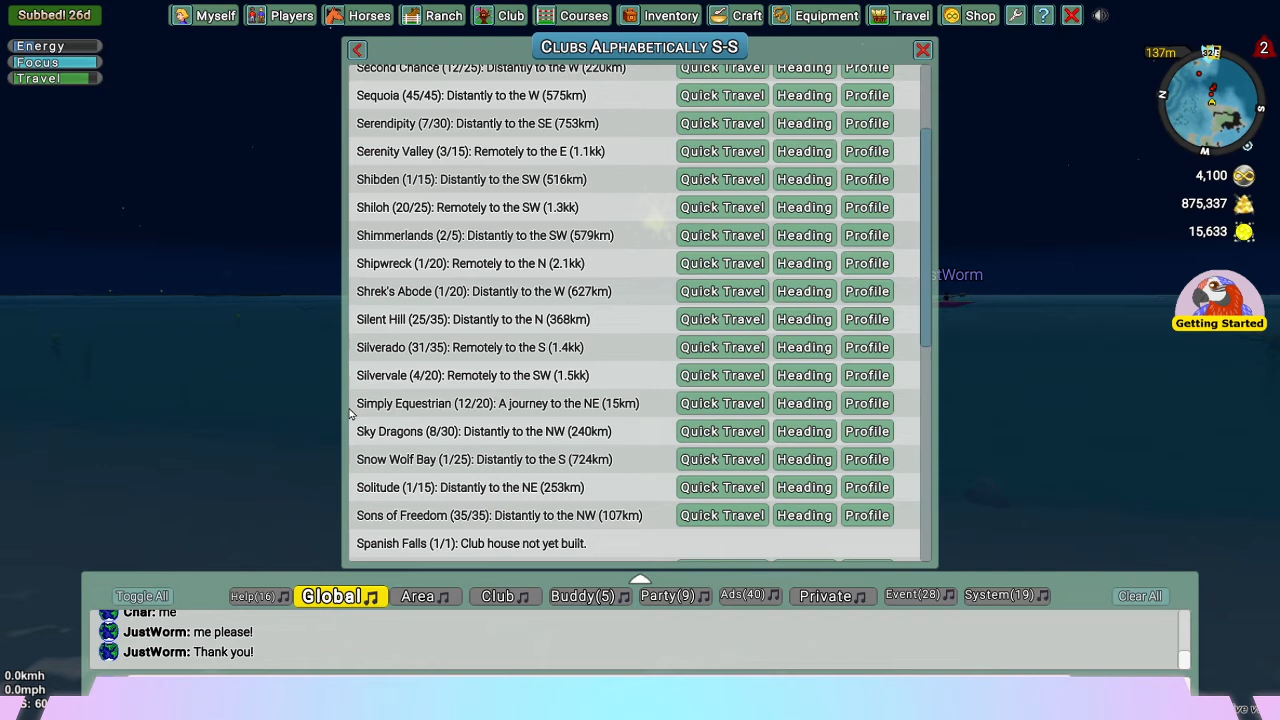 Subbed! 26d
Myself Players Horses Ranch Club Courses Inventory Craft Equipment Travel Shop ?
Energy
Focus
Travel
Clubs Alphabetically S-S
137m
32E
2
N
S
W
4,100
875,337
15,633
Getting Started
Second Chance (12/25): Distantly to the W (220km) Quick Travel Heading Profile
Sequoia (45/45): Distantly to the W (575km) Quick Travel Heading Profile
Serendipity (7/30): Distantly to the SE (753km) Quick Travel Heading Profile
Serenity Valley (3/15): Remotely to the E (1.1kk) Quick Travel Heading Profile
Shibden (1/15): Distantly to the SW (516km) Quick Travel Heading Profile
Shiloh (20/25): Remotely to the SW (1.3kk) Quick Travel Heading Profile
Shimmerlands (2/5): Distantly to the SW (579km) Quick Travel Heading Profile
Shipwreck (1/20): Remotely to the N (2.1kk) Quick Travel Heading Profile
stWorm
Shrek's Abode (1/20): Distantly to the W (627km) Quick Travel Heading Profile
Silent Hill (25/35): Distantly to the N (368km) Quick Travel Heading Profile
Silverado (31/35): Remotely to the S (1.4kk) Quick Travel Heading Profile
Silvervale (4/20): Remotely to the SW (1.5kk) Quick Travel Heading Profile
Simply Equestrian (12/20): A journey to the NE (15km) Quick Travel Heading Profile
Sky Dragons (8/30): Distantly to the NW (240km) Quick Travel Heading Profile
Snow Wolf Bay (1/25): Distantly to the S (724km) Quick Travel Heading Profile
Solitude (1/15): Distantly to the NE (253km) Quick Travel Heading Profile
Sons of Freedom (35/35): Distantly to the NW (107km) Quick Travel Heading Profile
Spanish Falls (1/1): Club house not yet built.
Toggle All Help(16) Global Area Club Buddy(5) Party(9) Ads(40) Private Event(28) System(19) Clear All
Char: me
JustWorm: me please!
JustWorm: Thank you!
0.0kmh
0.0mph
S: 60